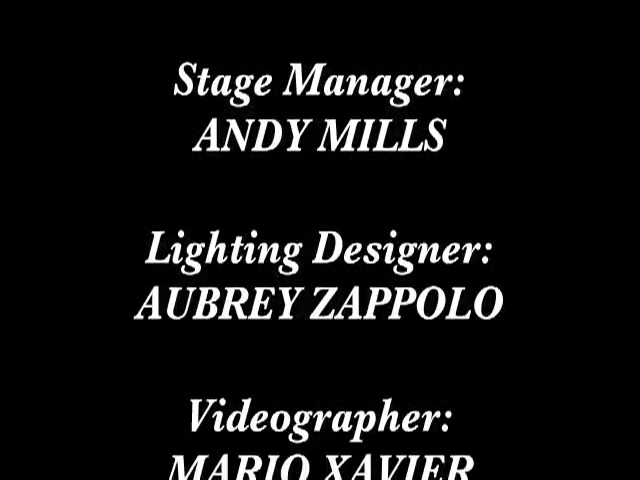 Stage Manager:
ANDY MILLS
Lighting Designer:
AUBREY ZAPPOLO
Videographer:
MARIO XAVIER